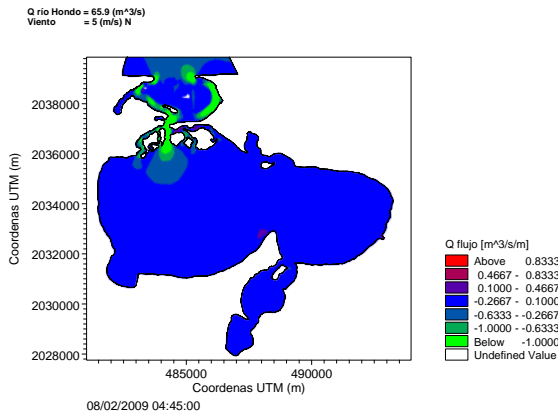 Q río Hondo = 65.9 (m^3/s)
Viento = 5 (m/s) N
2038000
2036000
2034000
2032000
2030000
2028000
Coordenas UTM (m)
485000 490000
Coordenas UTM (m)
08/02/2009 04:45:00
Q flujo [m^3/s/m]
Above 0.8333
0.4667 - 0.8333
0.1000 - 0.4667
-0.2667 - 0.1000
-0.6333 - -0.2667
-1.0000 - -0.6333
Below -1.0000
Undefined Value